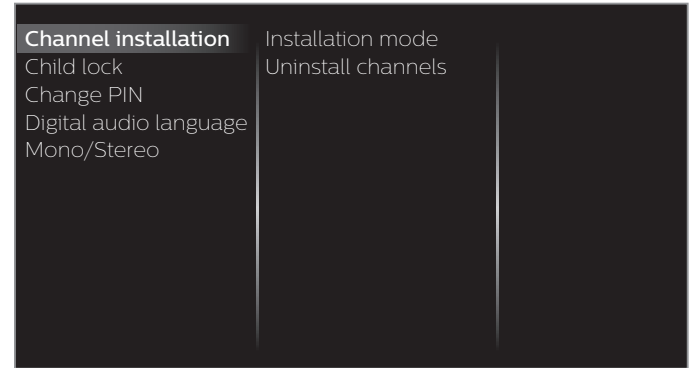 Channel installation
Child lock
Change PIN
Digital audio language
Mono/Stereo
Installation mode
Uninstall channels